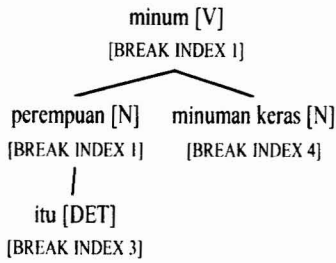 minum [V]
[BREAK INDEX 1]
perempuan [N] minuman keras [N]
[BREAK INDEX 1] [BREAK INDEX 4]
itu [DET]
[BREAK INDEX 3]